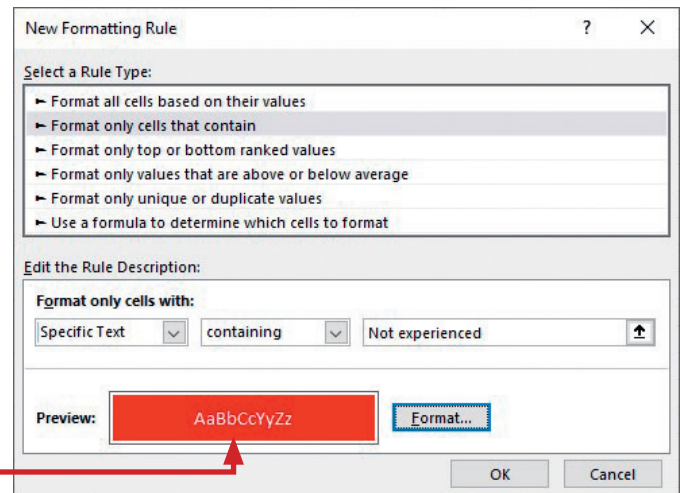 New Formatting Rule ? ×
Select a Rule Type:
► Format all cells based on their values
► Format only cells that contain
► Format only top or bottom ranked values
► Format only values that are above or below average
► Format only unique or duplicate values
► Use a formula to determine which cells to format
Edit the Rule Description:
Format only cells with:
Specific Text containing Not experienced
Preview: AaBbCcYyZz Format...
OK Cancel